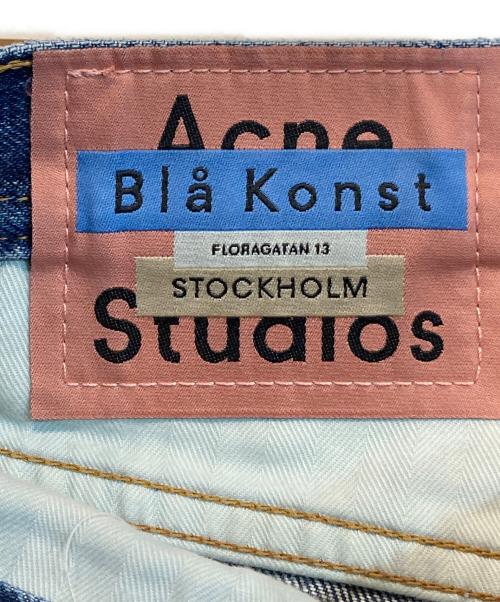 Acne
Blå Konst
FLORAGATAN 13
STOCKHOLM
Studios